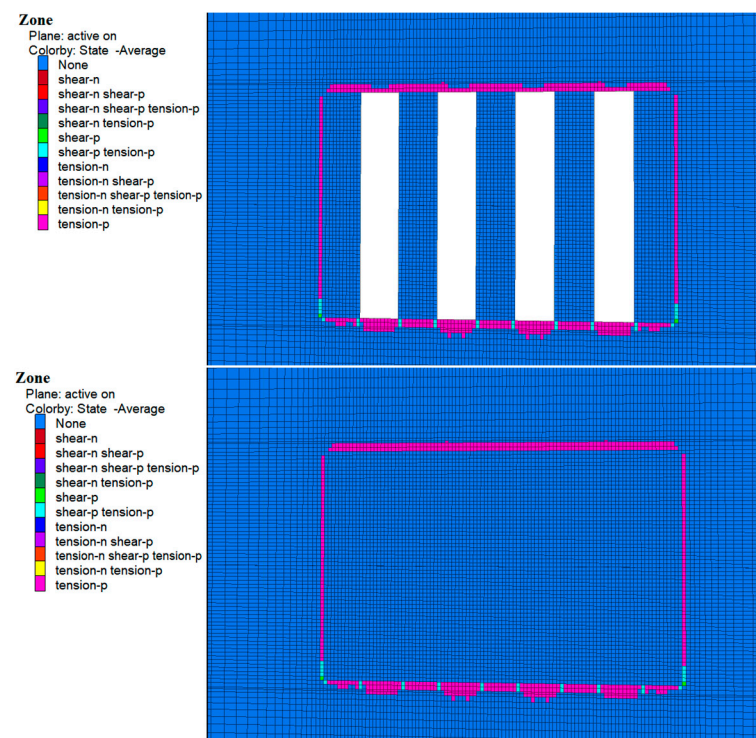 Zone
Plane: active on
Colorby: State -Average
None
shear-n
shear-n shear-p
shear-n shear-p tension-p
shear-n tension-p
shear-p
shear-p tension-p
tension-n
tension-n shear-p
tension-n shear-p tension-p
tension-n tension-p
tension-p
Zone
Plane: active on
Colorby: State -Average
None
shear-n
shear-n shear-p
shear-n shear-p tension-p
shear-n tension-p
shear-p
shear-p tension-p
tension-n
tension-n shear-p
tension-n shear-p tension-p
tension-n tension-p
tension-p